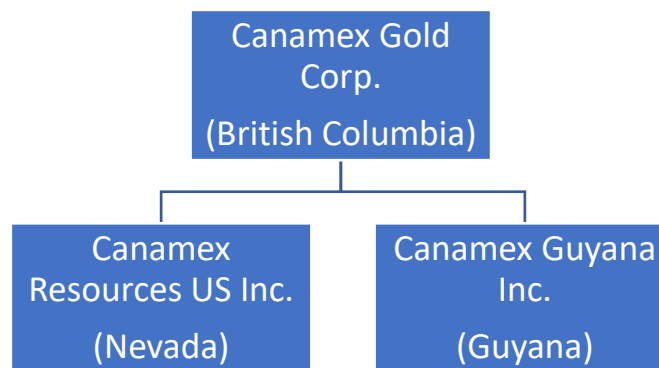 Canamex Gold
Corp.
(British Columbia)
Canamex
Resources US Inc.
(Nevada)
Canamex Guyana
Inc.
(Guyana)